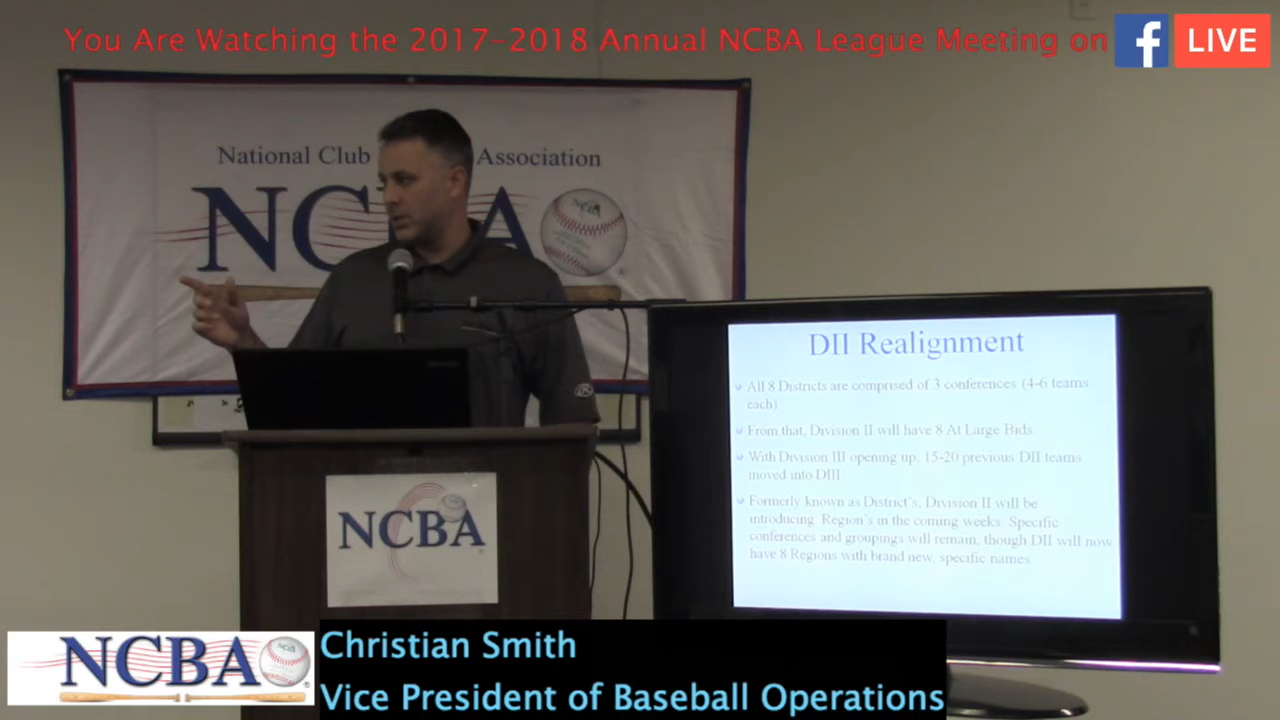 You Are Watching the 2017-2018 Annual NCBA League Meeting on f LIVE
National Club Association
NCBA
DII Realignment
All 8 Districts are comprised of 3 conferences (4-6 teams
each)
From that, Division II will have 8 At Large Bids.
With Division III opening up, 15-20 previous DII teams
moved into DIII
Formerly known as District's, Division II will be
introducing Region's in the coming weeks. Specific
conferences and groupings will remain, though DII will now
have 8 Regions with brand new, specific names
NCBA
NCBA
Christian Smith
Vice President of Baseball Operations